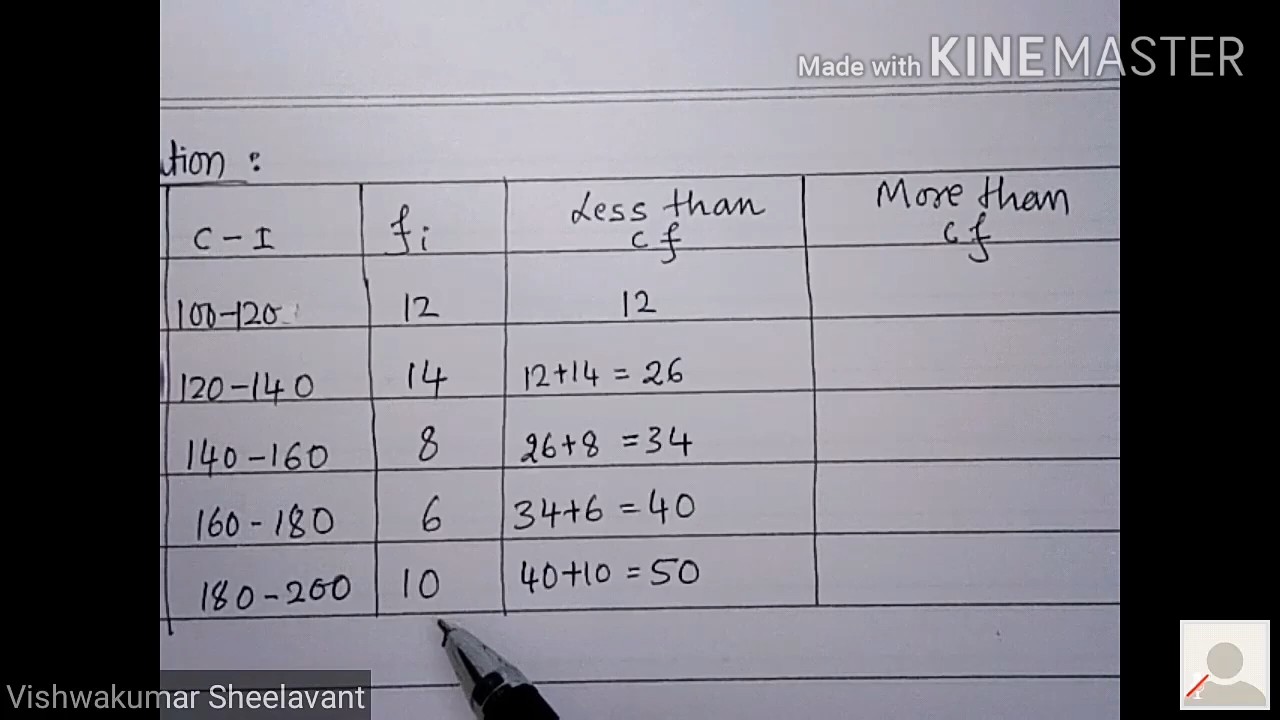 Made with KINEMASTER
ution :
C - I fi Less than cf More than cf
100-120 12 12
120-140 14 12+14 = 26
140-160 8 26+8 = 34
160-180 6 34+6 = 40
180-200 10 40+10 = 50
Vishwakumar Sheelavant